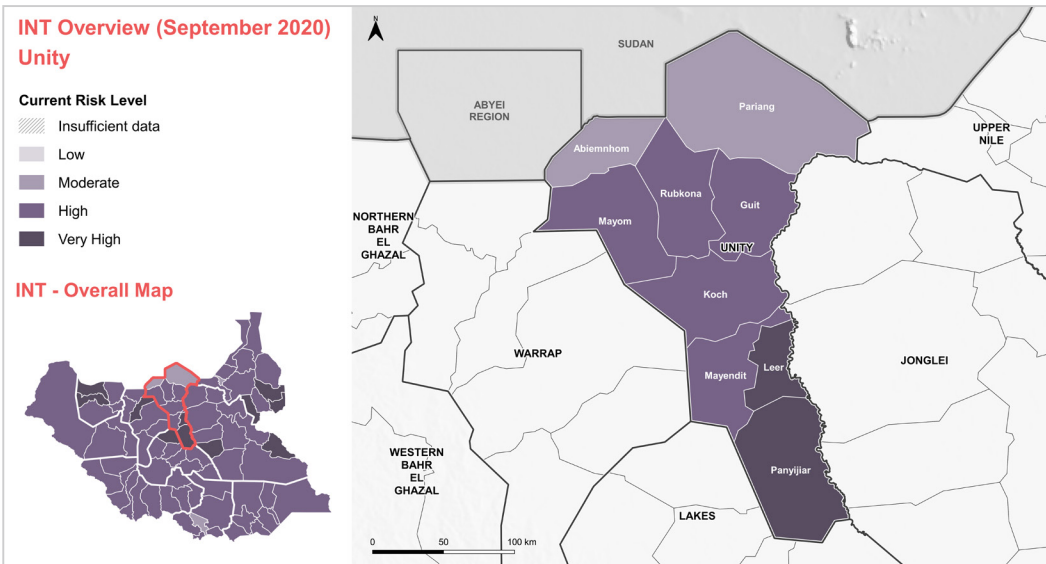 INT Overview (September 2020)
Unity
Current Risk Level
Insufficient data
Low
Moderate
High
Very High
INT - Overall Map
N
SUDAN
ABYEI
REGION
Pariang
UPPER
NILE
Abiemnhom
Rubkona
Guit
Mayom
NORTHERN
BAHR
EL
GHAZAL
UNITY
Koch
WARRAP
JONGLEI
Leer
Mayendit
WESTERN
BAHR
EL
GHAZAL
Panyijiar
LAKES
0 50 100 km